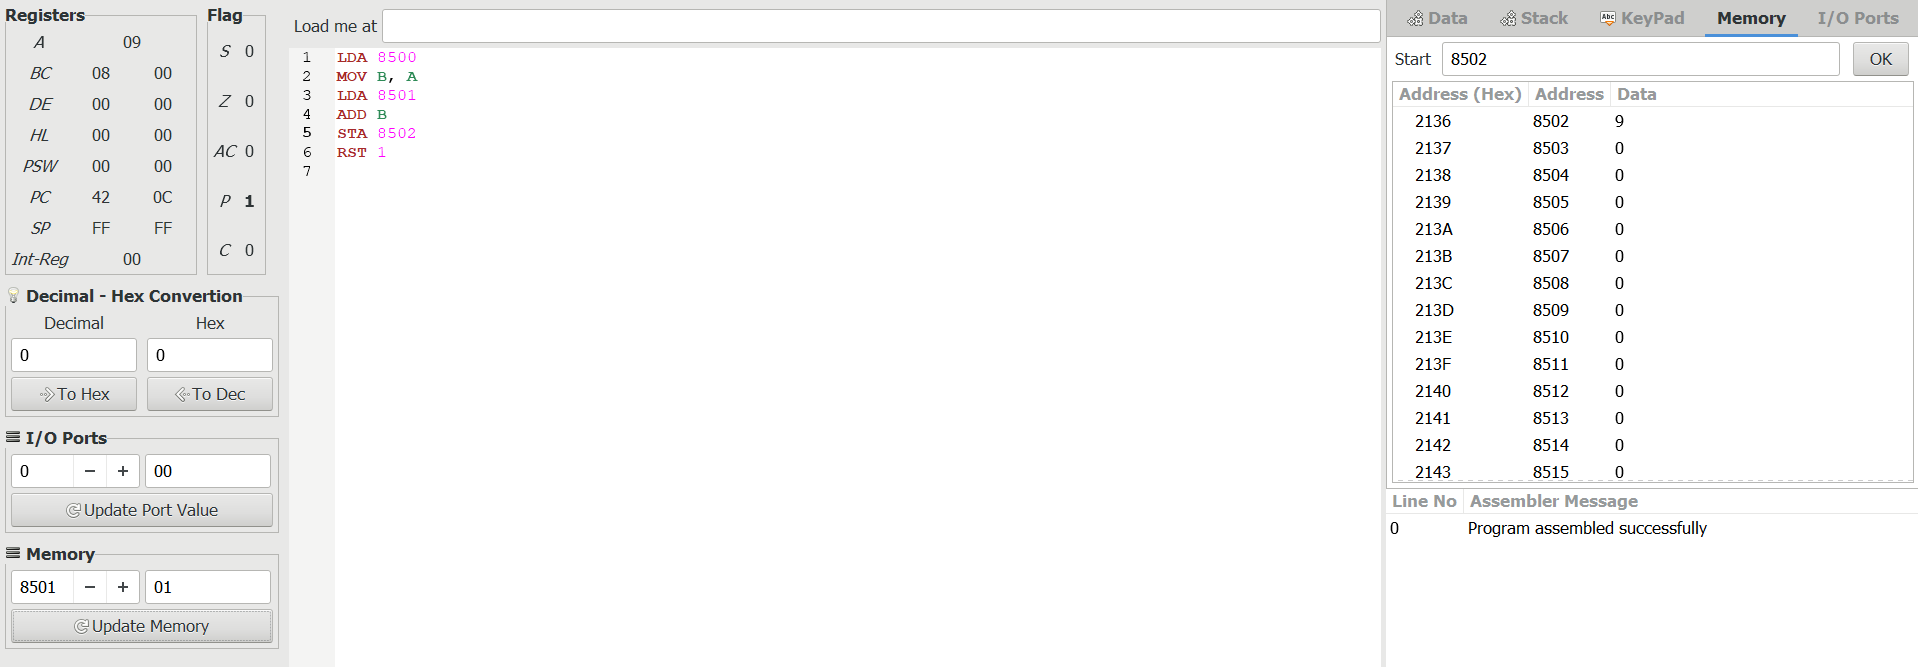 Registers
A 09
BC 08 00
DE 00 00
HL 00 00
PSW 00 00
PC 42 0C
SP FF FF
Int-Reg 00
Flag
S 0
Z 0
AC 0
P 1
C 0
Decimal - Hex Convertion
Decimal Hex
0 0
To Hex To Dec
I/O Ports
0 − + 00
Update Port Value
Memory
8501 − + 01
Update Memory
Load me at
1 LDA 8500
2 MOV B, A
3 LDA 8501
4 ADD B
5 STA 8502
6 RST 1
7
Data Stack Abc KeyPad Memory I/O Ports
Start 8502 OK
Address (Hex) Address Data
2136 8502 9
2137 8503 0
2138 8504 0
2139 8505 0
213A 8506 0
213B 8507 0
213C 8508 0
213D 8509 0
213E 8510 0
213F 8511 0
2140 8512 0
2141 8513 0
2142 8514 0
2143 8515 0
Line No Assembler Message
0 Program assembled successfully